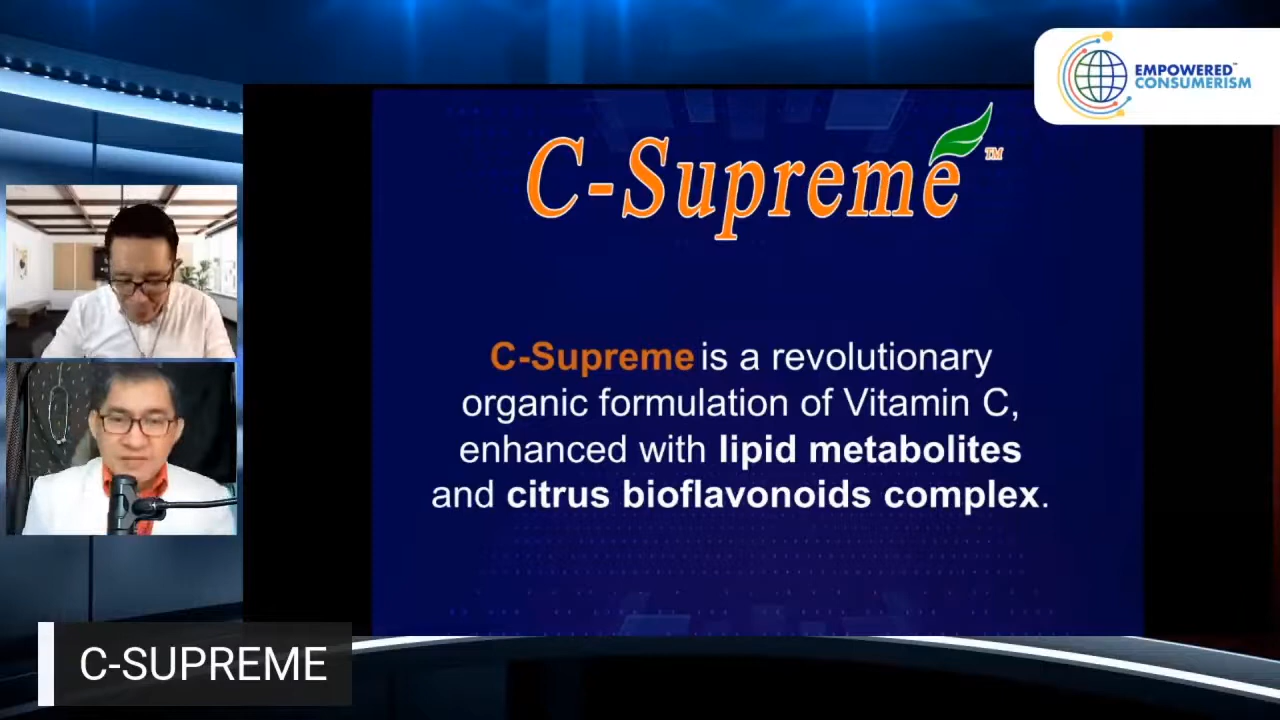 EMPOWERED™
CONSUMERISM
C-Supreme™
C-Supreme is a revolutionary
organic formulation of Vitamin C,
enhanced with lipid metabolites
and citrus bioflavonoids complex.
C-SUPREME